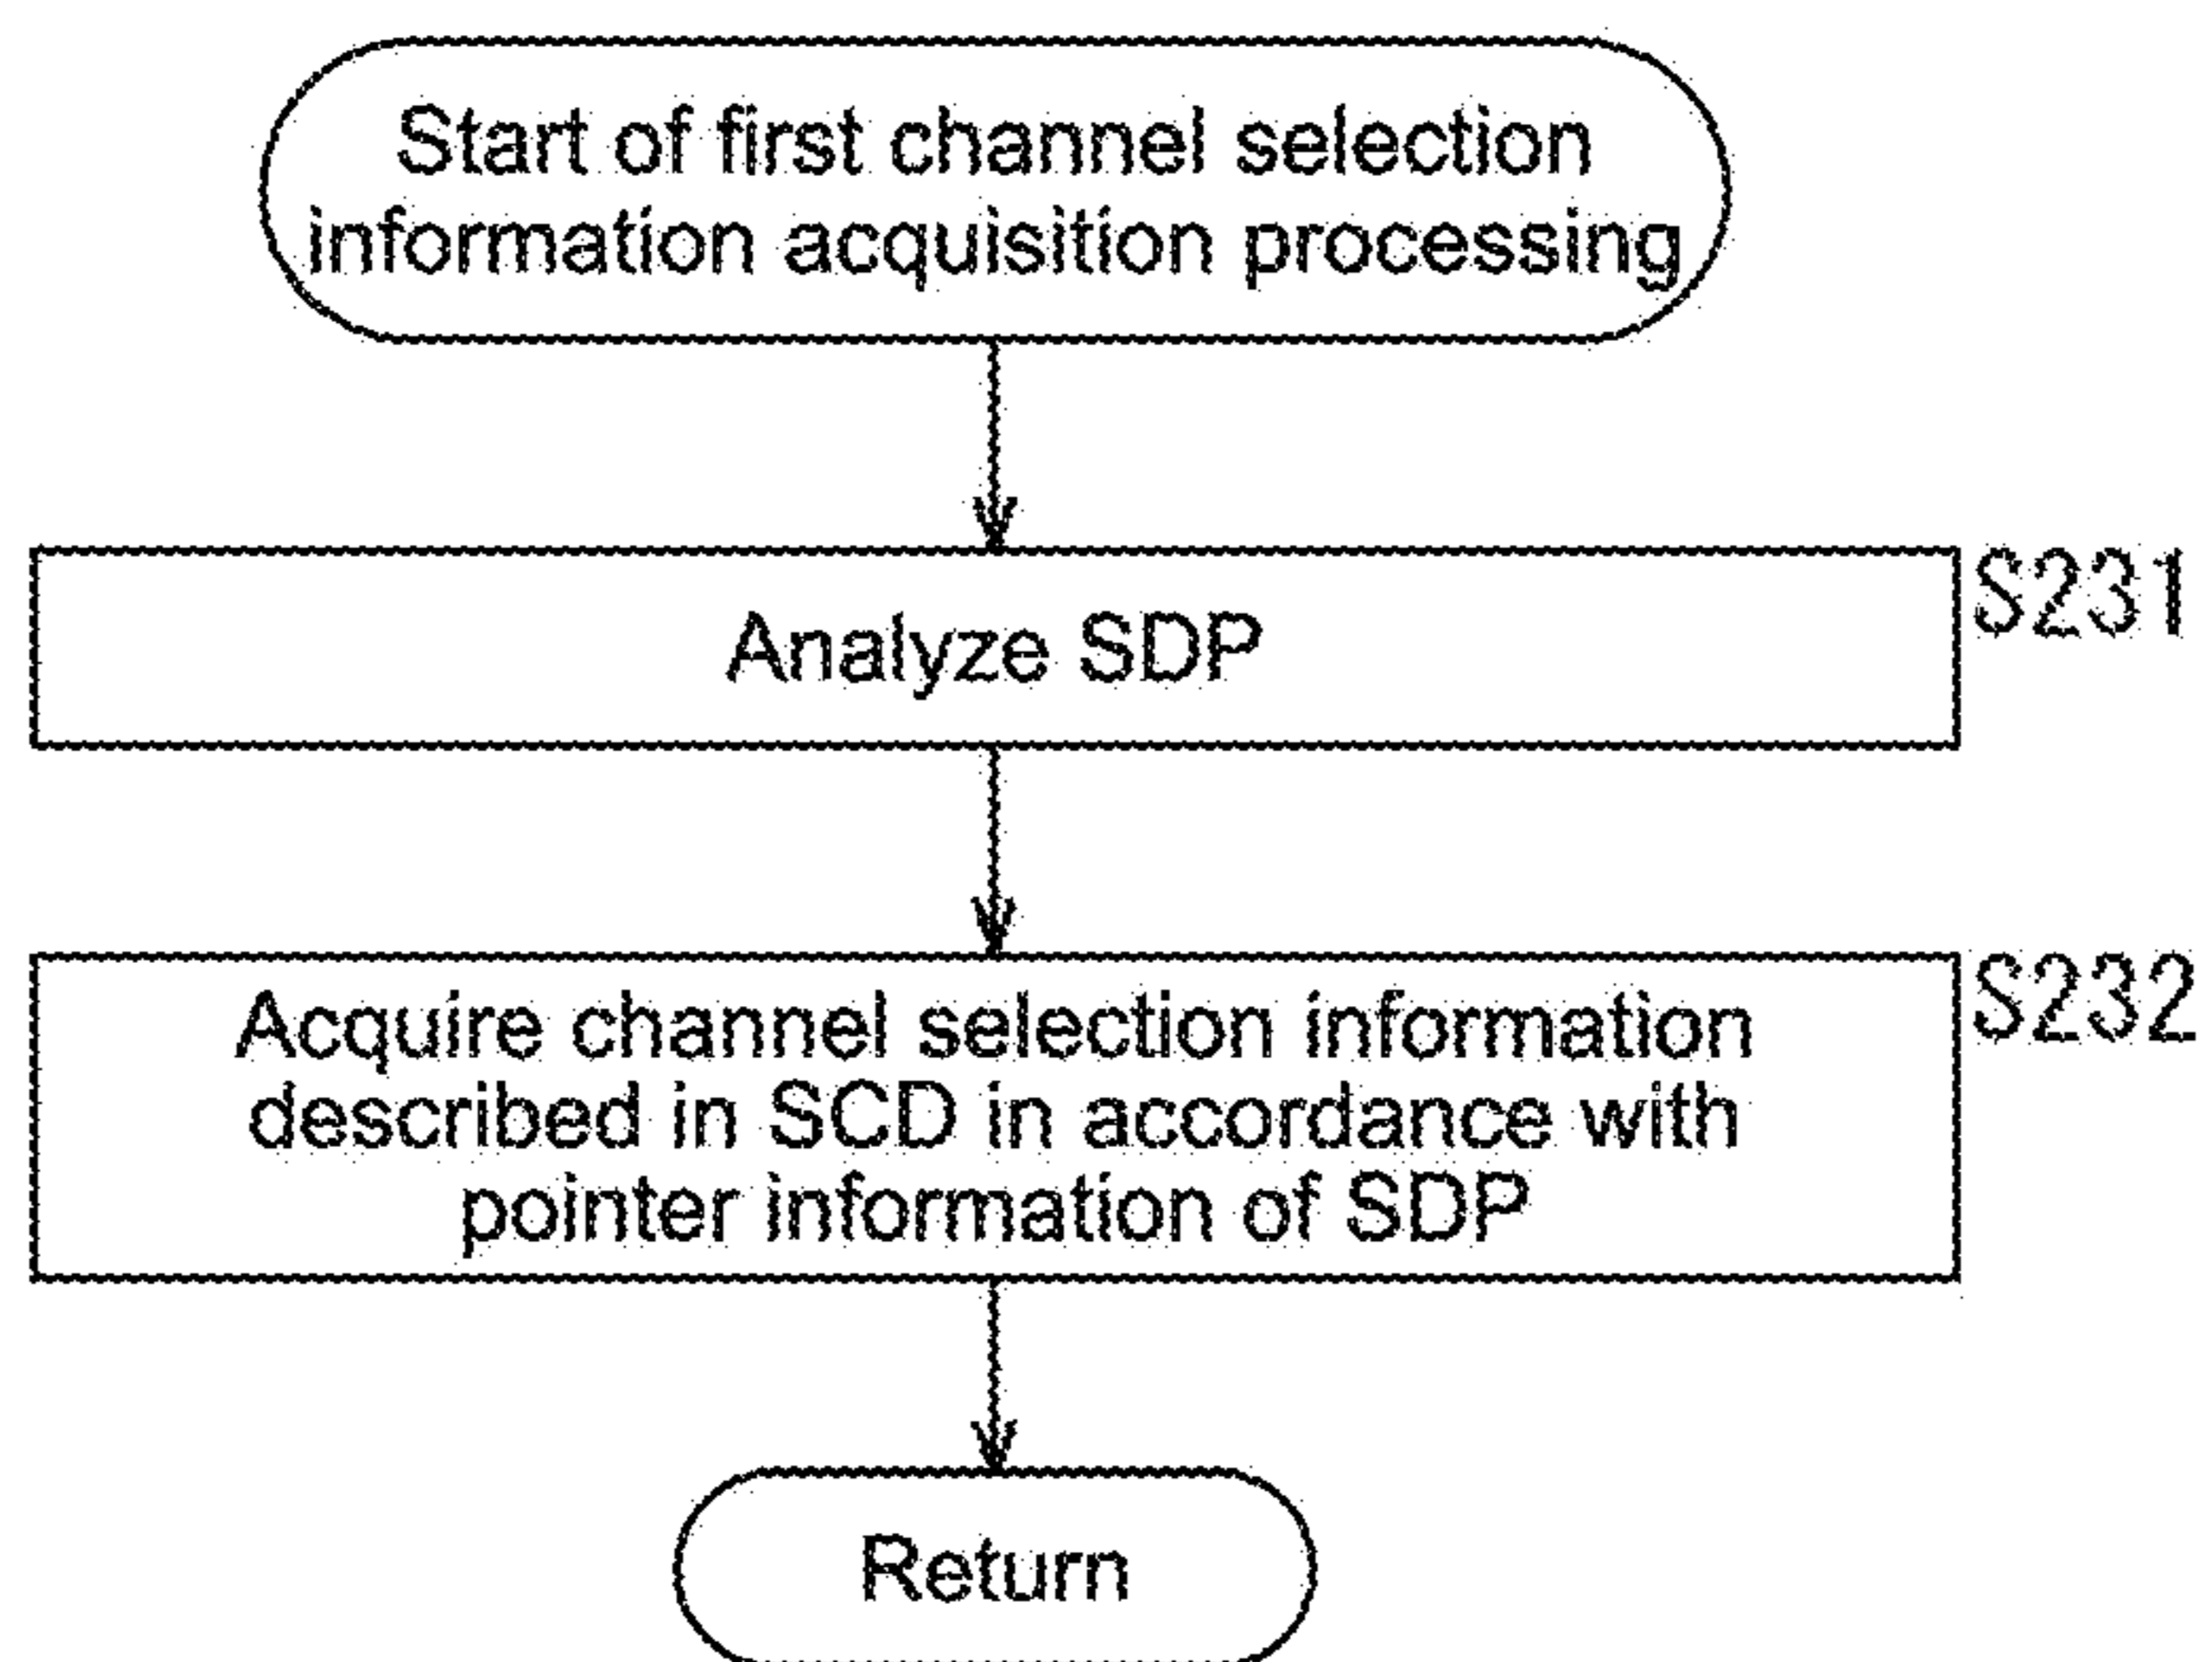 Start of first channel selection
information acquisition processing
Analyze SDP
S231
Acquire channel selection information
described in SCD in accordance with
pointer information of SDP
S232
Return